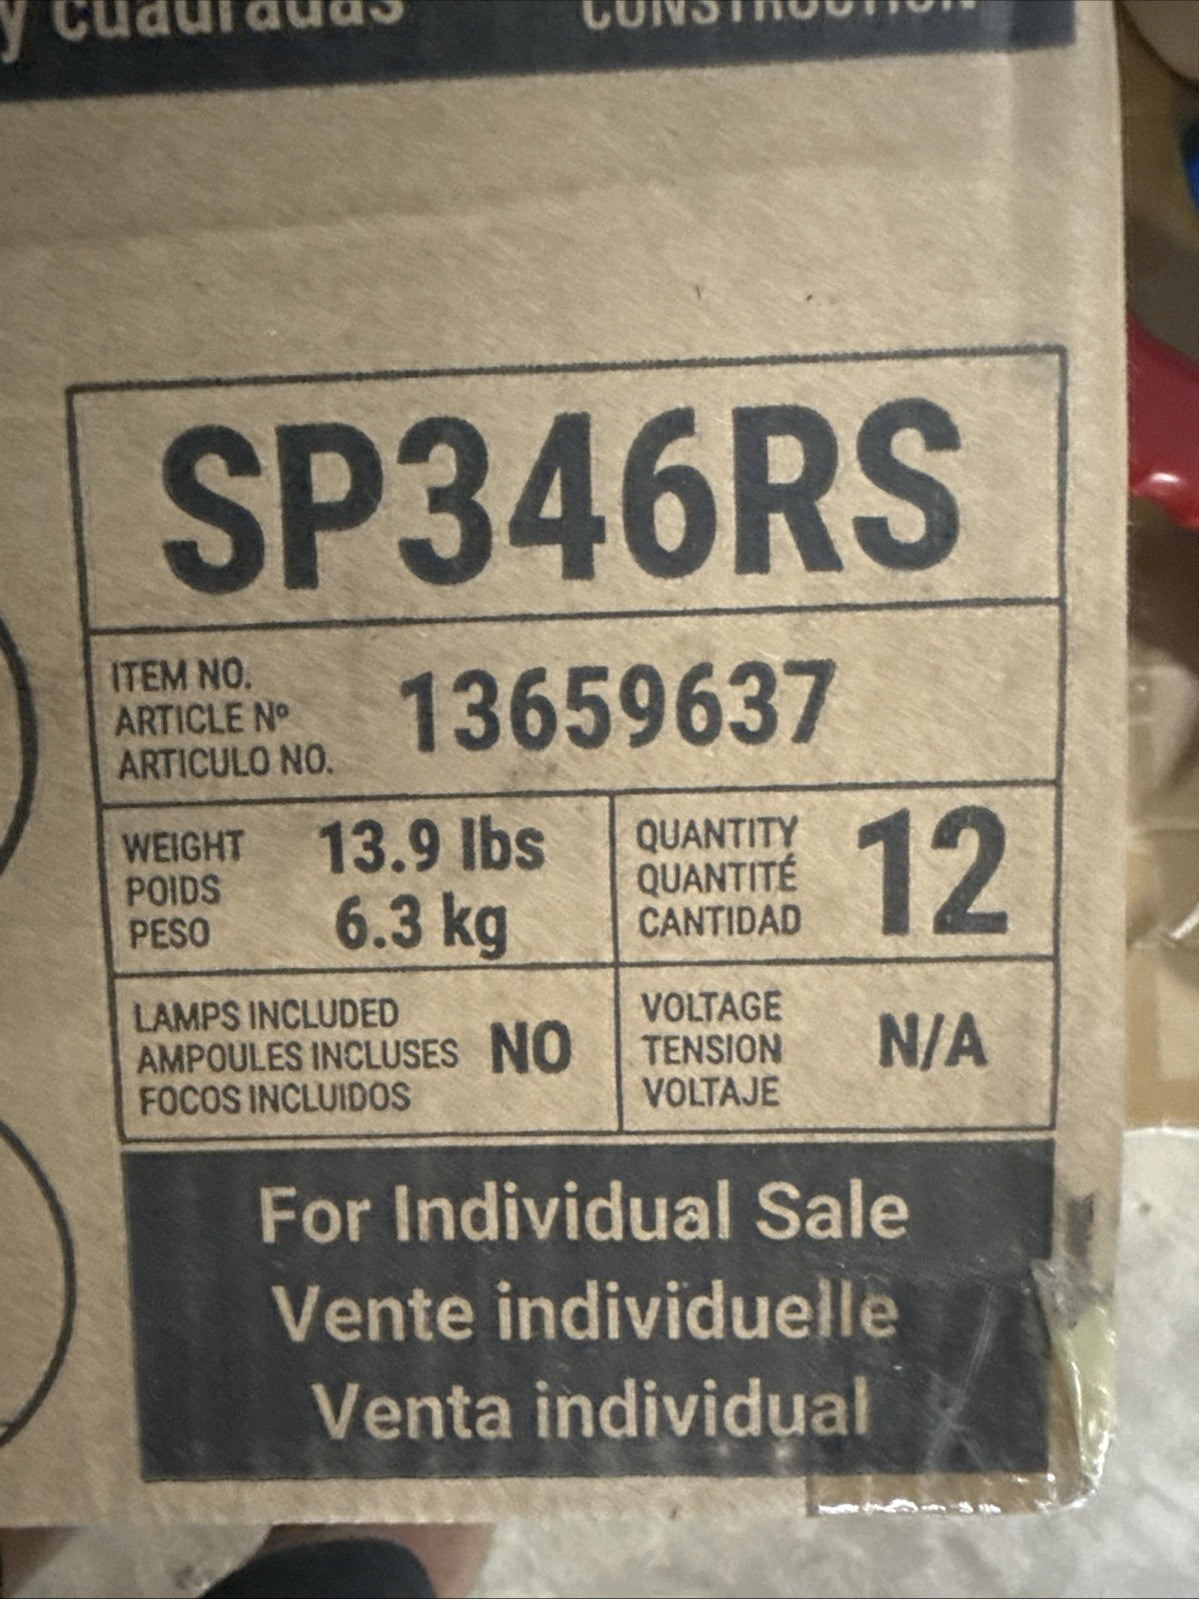 y cuadradas
CONSTRUCTION
SP346RS
ITEM NO.
ARTICLE Nº
ARTICULO NO.
13659637
WEIGHT
POIDS
PESO
13.9 lbs
6.3 kg
QUANTITY
QUANTITÉ
CANTIDAD
12
LAMPS INCLUDED
AMPOULES INCLUSES
FOCOS INCLUIDOS
NO
VOLTAGE
TENSION
VOLTAJE
N/A
For Individual Sale
Vente individuelle
Venta individual